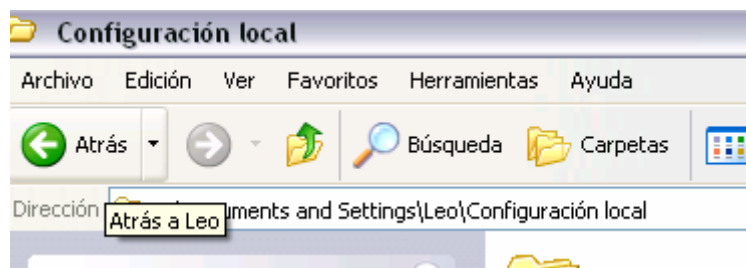 Configuración local
Archivo Edición Ver Favoritos Herramientas Ayuda
Atrás Búsqueda Carpetas
Dirección uments and Settings\Leo\Configuración local
Atrás a Leo